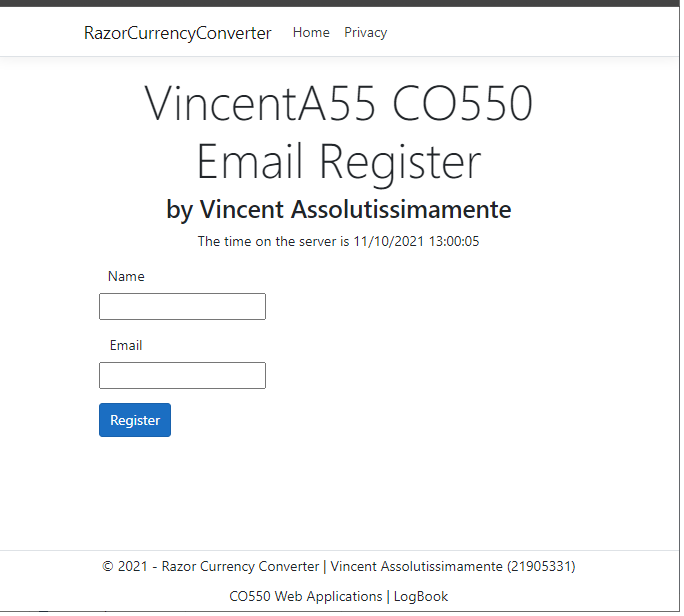 RazorCurrencyConverter Home Privacy
VincentA55 CO550
Email Register
by Vincent Assolutissimamente
The time on the server is 11/10/2021 13:00:05
Name
Email
Register
© 2021 - Razor Currency Converter | Vincent Assolutissimamente (21905331)
CO550 Web Applications | LogBook